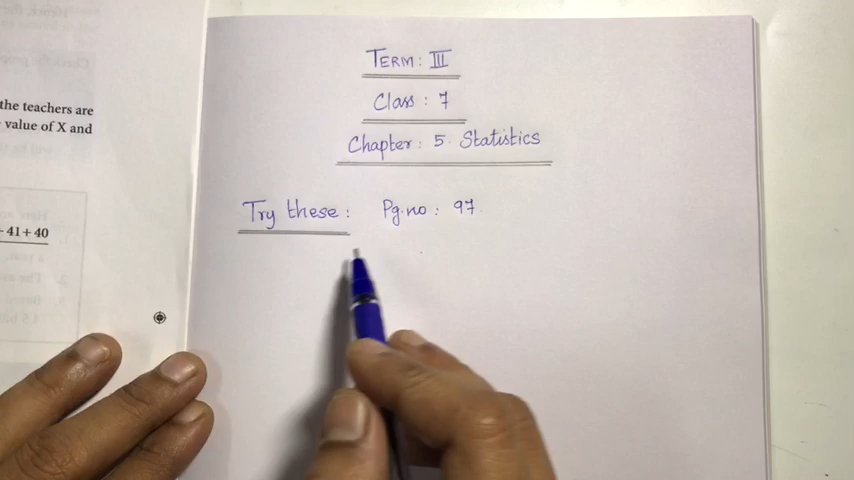 the teachers are
value of X and
41 + 40
TERM: III
Class : 7
Chapter: 5. Statistics
Try these: Pg.no: 97.